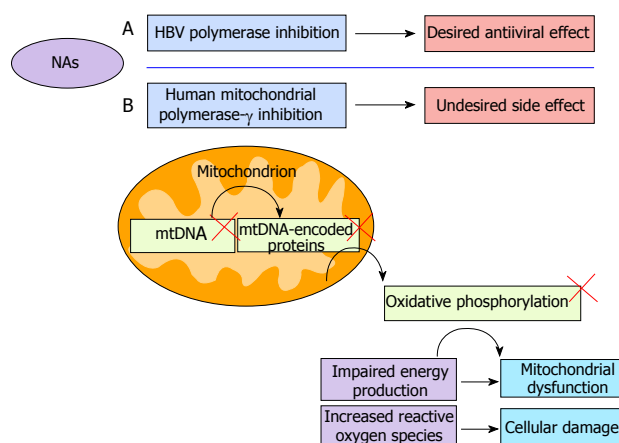 A
HBV polymerase inhibition
Desired antiiviral effect
NAs
B
Human mitochondrial
polymerase-γ inhibition
Undesired side effect
Mitochondrion
mtDNA
mtDNA-encoded
proteins
Oxidative phosphorylation
Impaired energy
production
Mitochondrial
dysfunction
Increased reactive
oxygen species
Cellular damage